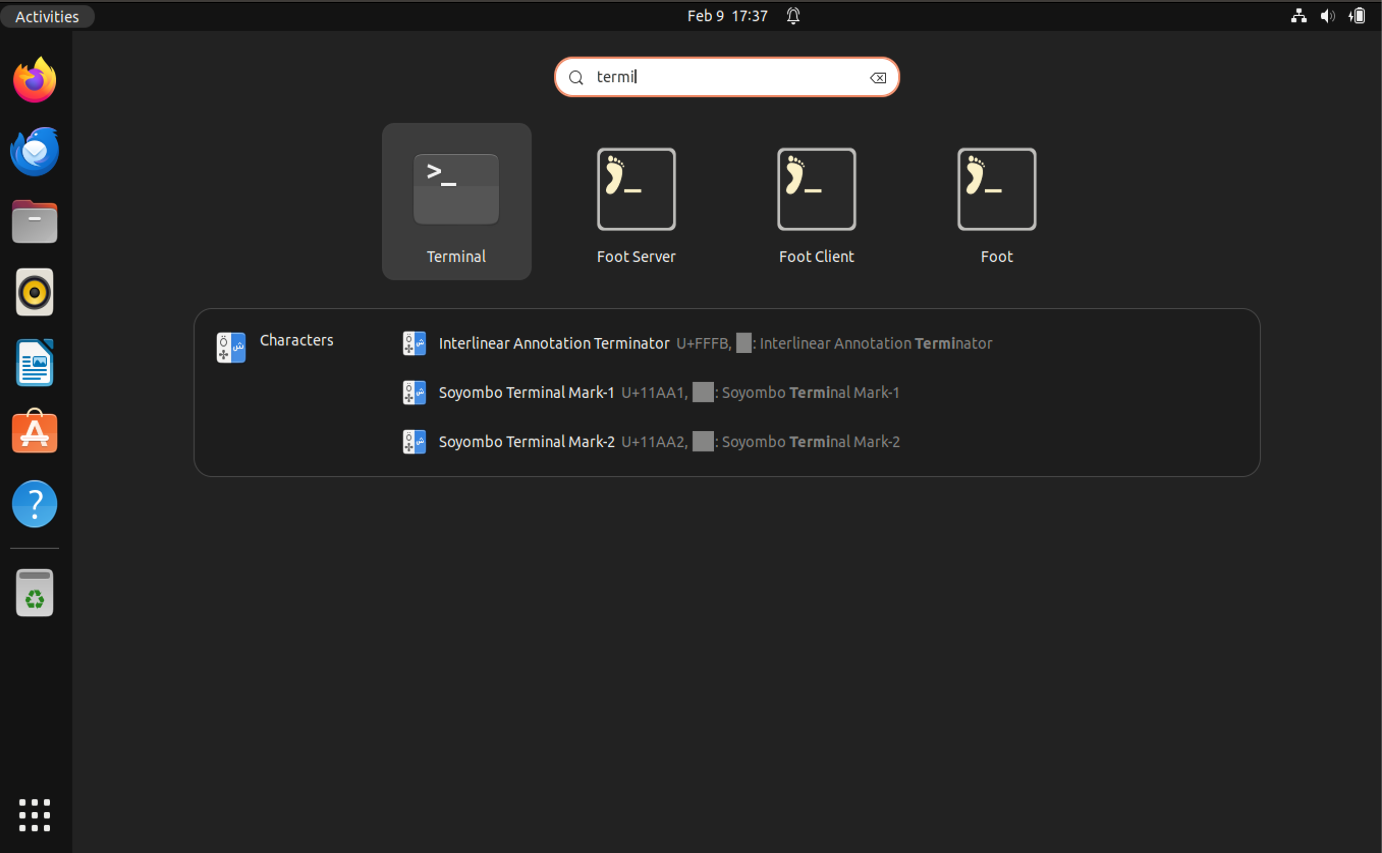 Activities
Feb 9 17:37
termi
>_
Terminal
Foot Server
Foot Client
Foot
Characters
Interlinear Annotation Terminator U+FFFB, : Interlinear Annotation Terminator
Soyombo Terminal Mark-1 U+11AA1, : Soyombo Terminal Mark-1
Soyombo Terminal Mark-2 U+11AA2, : Soyombo Terminal Mark-2